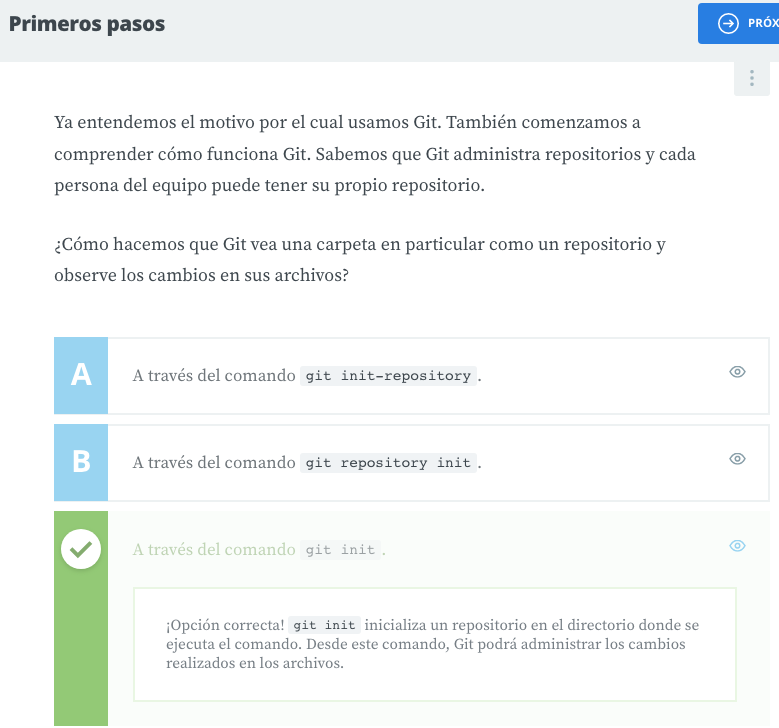 Primeros pasos
PRÓX
Ya entendemos el motivo por el cual usamos Git. También comenzamos a
comprender cómo funciona Git. Sabemos que Git administra repositorios y cada
persona del equipo puede tener su propio repositorio.
¿Cómo hacemos que Git vea una carpeta en particular como un repositorio y
observe los cambios en sus archivos?
A
A través del comando git init-repository.
B
A través del comando git repository init.
A través del comando git init.
¡Opción correcta! git init inicializa un repositorio en el directorio donde se
ejecuta el comando. Desde este comando, Git podrá administrar los cambios
realizados en los archivos.